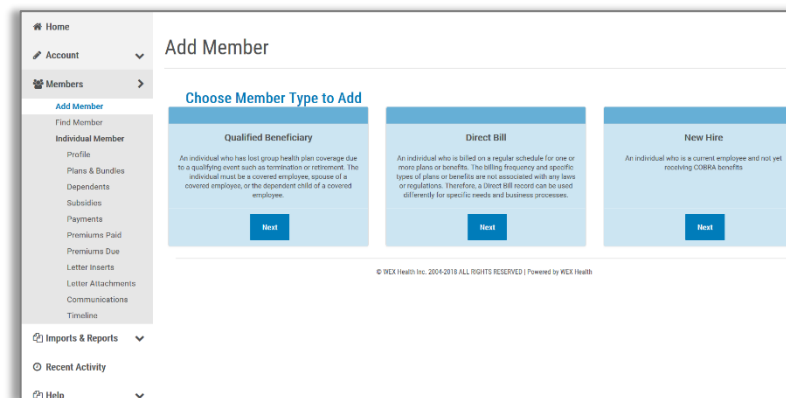 Home
Account
Members
Add Member
Find Member
Individual Member
Profile
Plans & Bundles
Dependents
Subsidies
Payments
Premiums Paid
Premiums Due
Letter Inserts
Letter Attachments
Communications
Timeline
Imports & Reports
Recent Activity
Help
Add Member
Choose Member Type to Add
Qualified Beneficiary
An individual who has lost group health plan coverage due
to a qualifying event such as termination or retirement. The
individual must be a covered employee, spouse of a
covered employee, or the dependent child of a covered
employee.
Next
Direct Bill
An individual who is billed on a regular schedule for one or
more plans or benefits. The billing frequency and specific
types of plans or benefits are not associated with any laws
or regulations. Therefore, a Direct Bill record can be used
differently for specific needs and business processes.
Next
New Hire
An individual who is a current employee and not yet
receiving COBRA benefits
Next
© WEX Health Inc. 2004-2018 ALL RIGHTS RESERVED | Powered by WEX Health